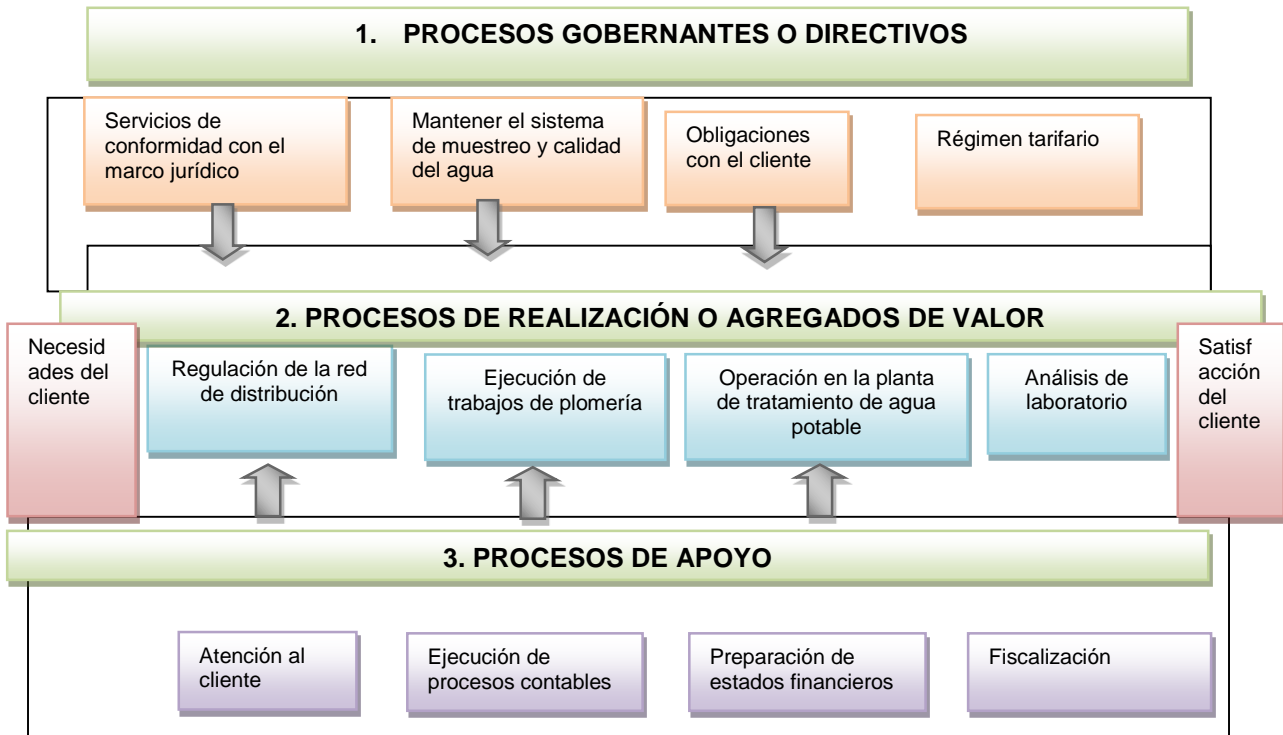 1. PROCESOS GOBERNANTES O DIRECTIVOS
Servicios de
conformidad con el
marco jurídico
Mantener el sistema
de muestreo y calidad
del agua
Obligaciones
con el cliente
Régimen tarifario
2. PROCESOS DE REALIZACIÓN O AGREGADOS DE VALOR
Necesid
ades del
cliente
Regulación de la red
de distribución
Ejecución de
trabajos de plomería
Operación en la planta
de tratamiento de agua
potable
Análisis de
laboratorio
Satisf
acción
del
cliente
3. PROCESOS DE APOYO
Atención al
cliente
Ejecución de
procesos contables
Preparación de
estados financieros
Fiscalización